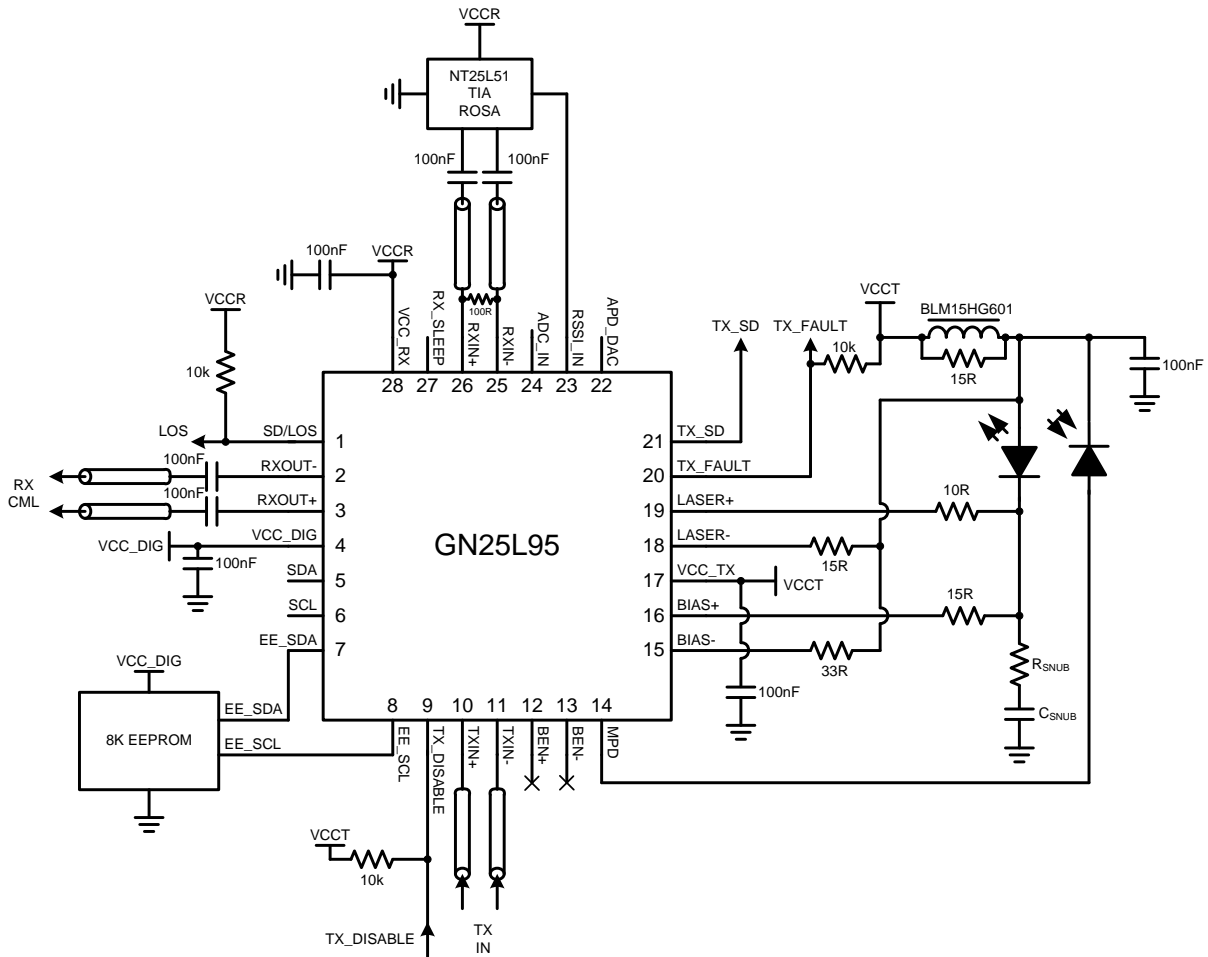 VCCR
NT25L51
TIA
ROSA
100nF
100nF
100nF
VCCR
VCCR
10k
VCC_RX
RX_SLEEP
RXIN+
100R
RXIN-
ADC_IN
RSSI_IN
APD_DAC
TX_SD
TX_FAULT
VCCT
BLM15HG601
10k
15R
100nF
28
27
26
25
24
23
22
LOS
SD/LOS
1
100nF
RXOUT-
2
RX
CML
100nF
RXOUT+
3
VCC_DIG
VCC_DIG
4
100nF
SDA
5
SCL
6
EE_SDA
7
GN25L95
21
TX_SD
20
TX_FAULT
19
LASER+
10R
18
LASER-
15R
17
VCC_TX
VCCT
16
BIAS+
15R
15
BIAS-
33R
100nF
RSNUB
CSNUB
VCC_DIG
8K EEPROM
EE_SDA
EE_SCL
8
9
10
11
12
13
14
EE_SCL
TX_DISABLE
TXIN+
TXIN-
BEN+
BEN-
MPD
VCCT
10k
TX_DISABLE
TX
IN